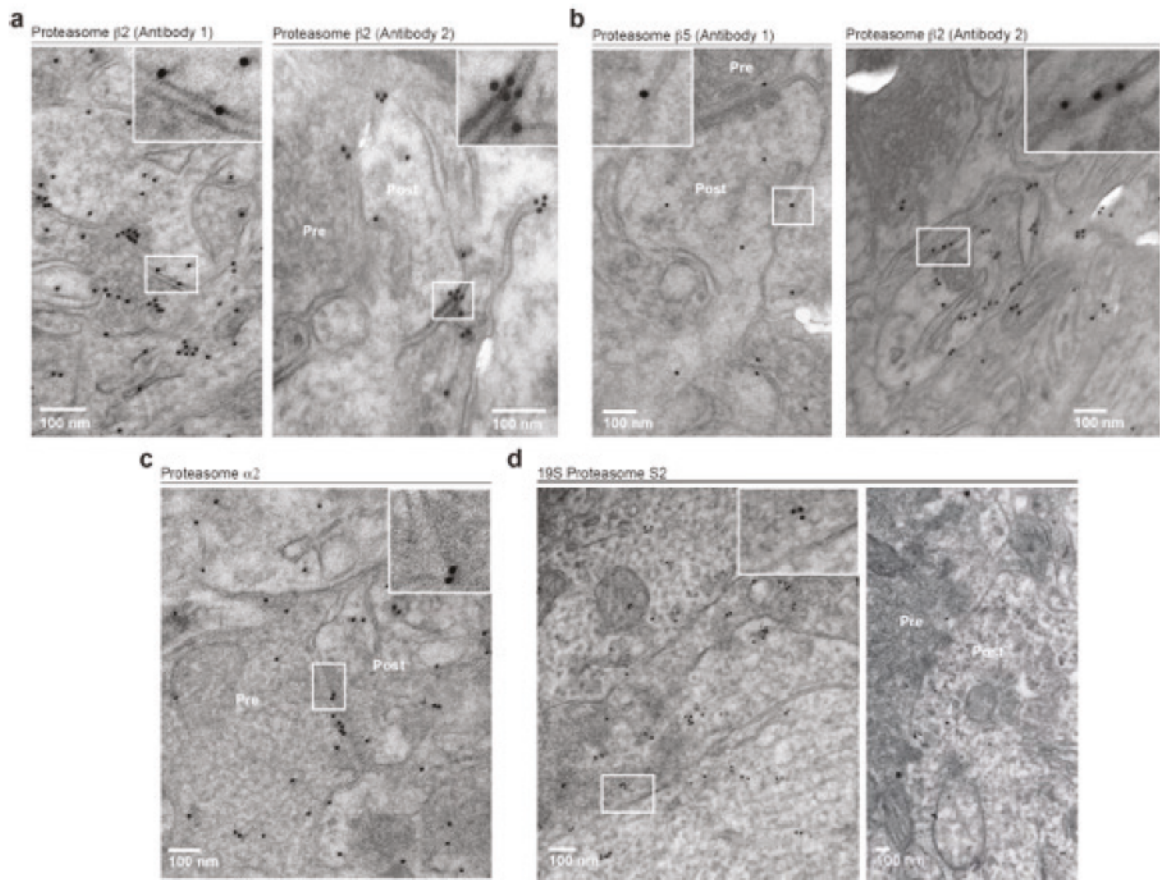 a
Proteasome β2 (Antibody 1)
Proteasome β2 (Antibody 2)
Post
Pre
100 nm
100 nm
b
Proteasome β5 (Antibody 1)
Proteasome β2 (Antibody 2)
Pre
Post
100 nm
100 nm
c
Proteasome α2
Post
Pre
100 nm
d
19S Proteasome S2
Pre
Post
100 nm
100 nm